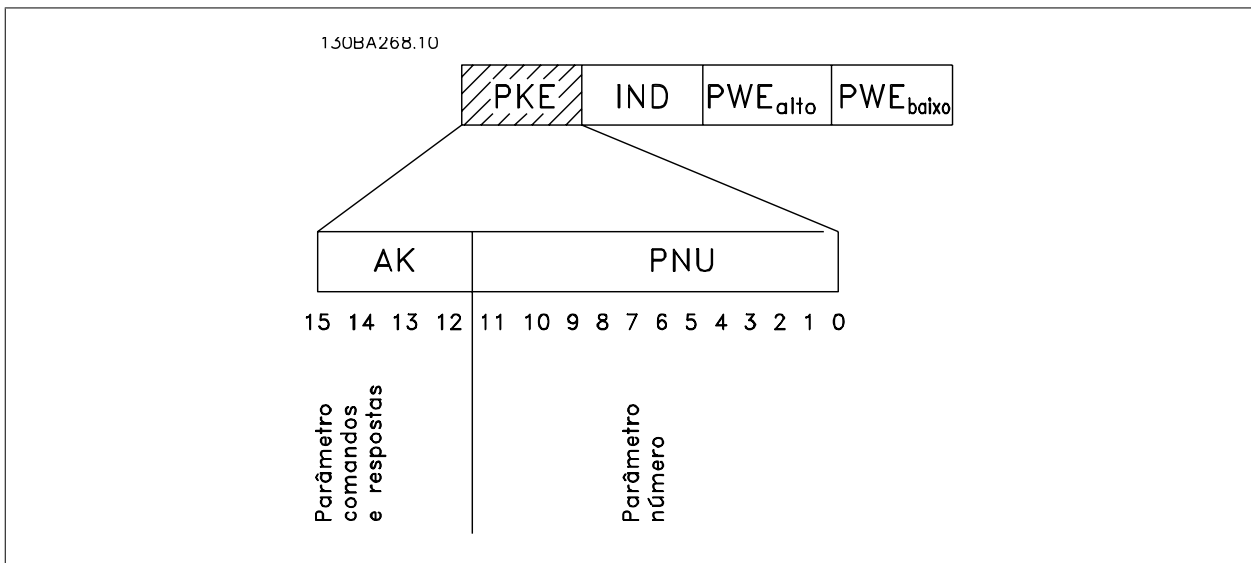 130BA268.10
PKE IND PWEalto PWEbaixo
AK PNU
15 14 13 12 11 10 9 8 7 6 5 4 3 2 1 0
Parâmetro
comandos
e respostas
Parâmetro
número